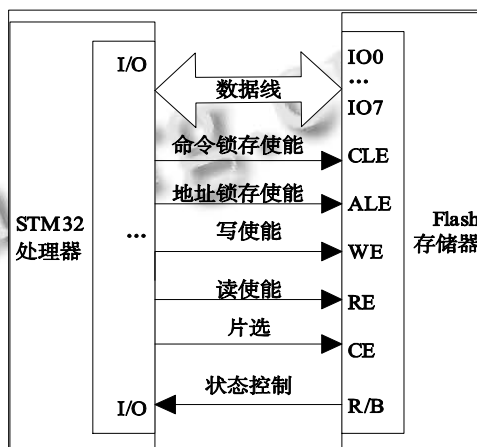 I/O
IO0
...
数据线
IO7
命令锁存使能
CLE
地址锁存使能
ALE
STM32
处理器
...
写使能
Flash
存储器
WE
读使能
RE
片选
CE
状态控制
I/O
R/B